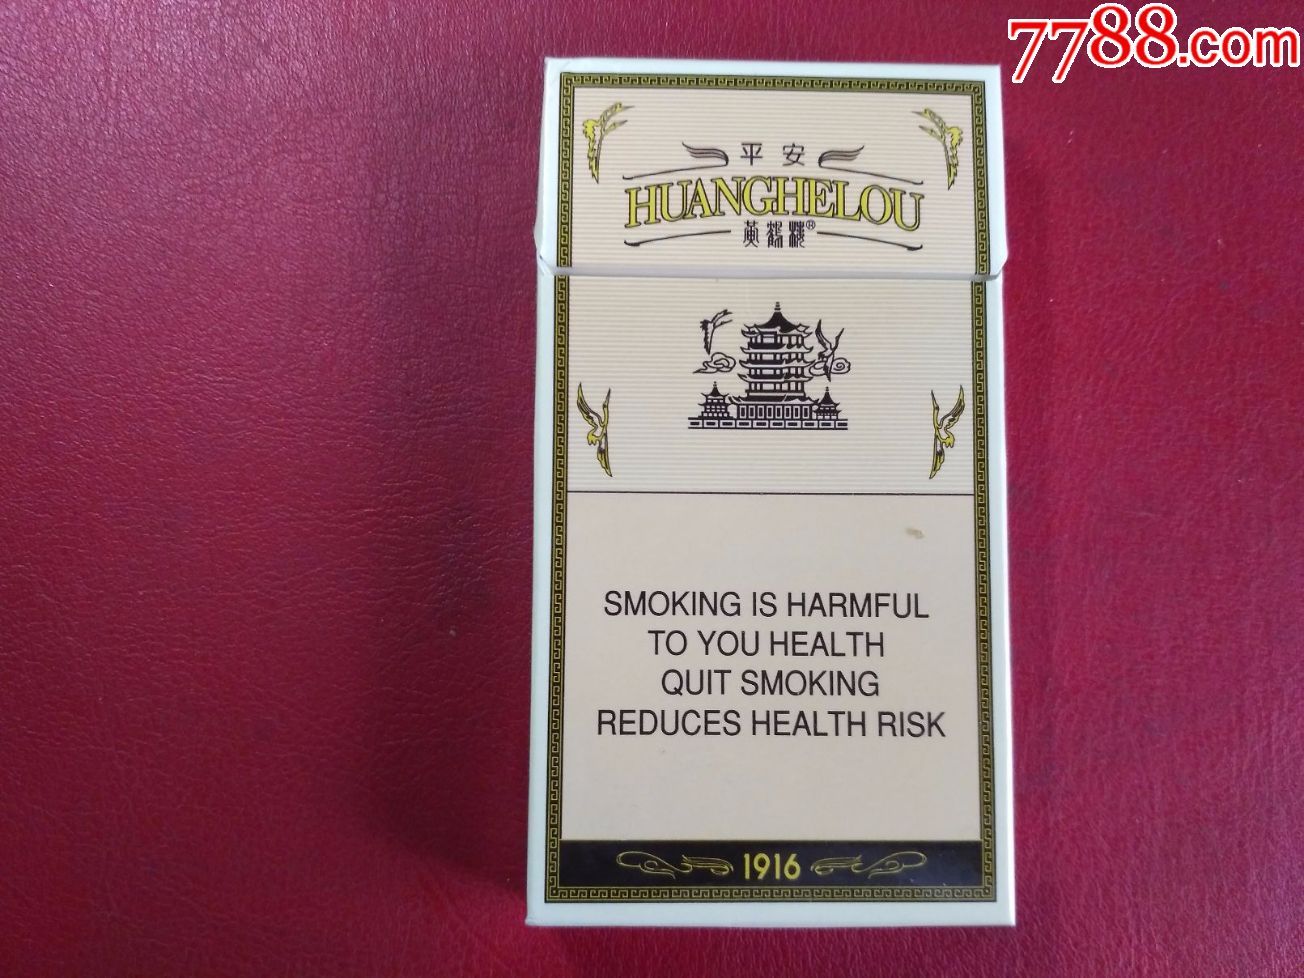 7788.com
平安
HUANGHELOU
黄鹤楼®
SMOKING IS HARMFUL
TO YOU HEALTH
QUIT SMOKING
REDUCES HEALTH RISK
1916